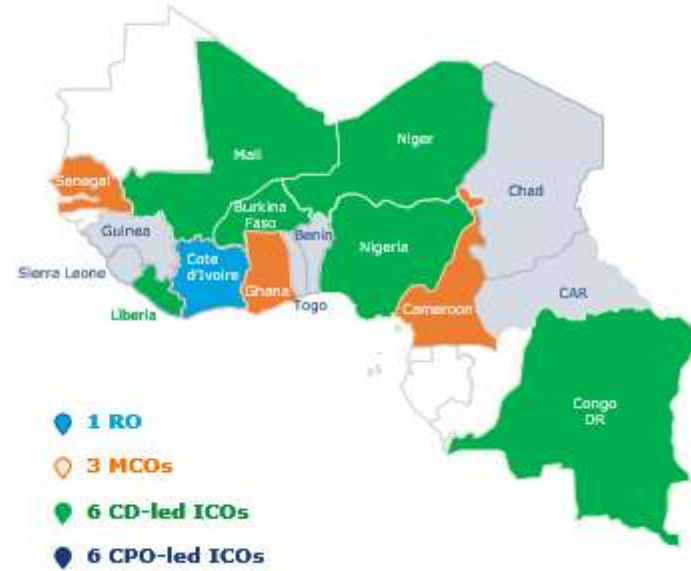 Mali
Niger
Chad
Senegal
Burkina
Faso
Guinea
Benin
Nigeria
Cote
d'Ivoire
Sierra Leone
Ghana
Togo
Liberia
Cameroon
CAR
Congo
DR
1 RO
3 MCOs
6 CD-led ICOs
6 CPO-led ICOs